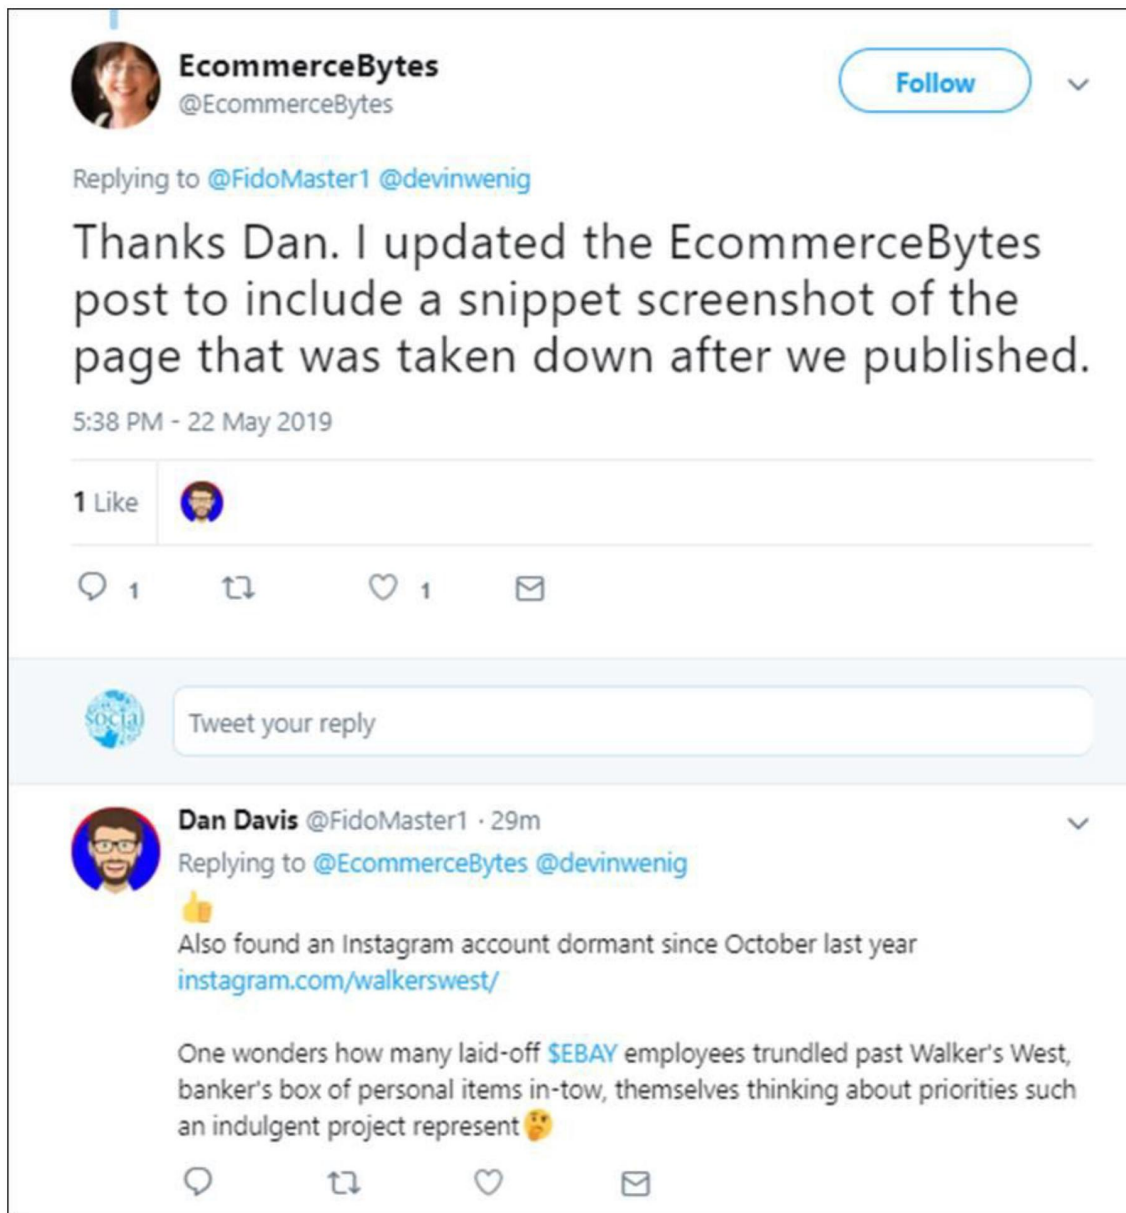 EcommerceBytes
@EcommerceBytes
Follow
Replying to @FidoMaster1 @devinwenig
Thanks Dan. I updated the EcommerceBytes
post to include a snippet screenshot of the
page that was taken down after we published.
5:38 PM - 22 May 2019
1 Like
1
1
social
Tweet your reply
Dan Davis @FidoMaster1 · 29m
Replying to @EcommerceBytes @devinwenig
👍
Also found an Instagram account dormant since October last year
instagram.com/walkerswest/
One wonders how many laid-off $EBAY employees trundled past Walker's West,
banker's box of personal items in-tow, themselves thinking about priorities such
an indulgent project represent 🤔